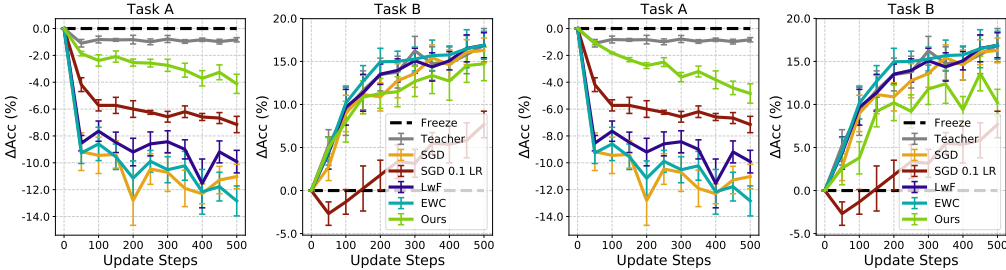 Task A
ΔAcc (%)
0.0
-2.0
-4.0
-6.0
-8.0
-10.0
-12.0
-14.0
0 100 200 300 400 500
Update Steps
Task B
ΔAcc (%)
20.0
15.0
10.0
5.0
0.0
-5.0
Freeze
Teacher
SGD
SGD 0.1 LR
LwF
EWC
Ours
0 100 200 300 400 500
Update Steps
Task A
ΔAcc (%)
0.0
-2.0
-4.0
-6.0
-8.0
-10.0
-12.0
-14.0
0 100 200 300 400 500
Update Steps
Task B
ΔAcc (%)
20.0
15.0
10.0
5.0
0.0
-5.0
Freeze
Teacher
SGD
SGD 0.1 LR
LwF
EWC
Ours
0 100 200 300 400 500
Update Steps